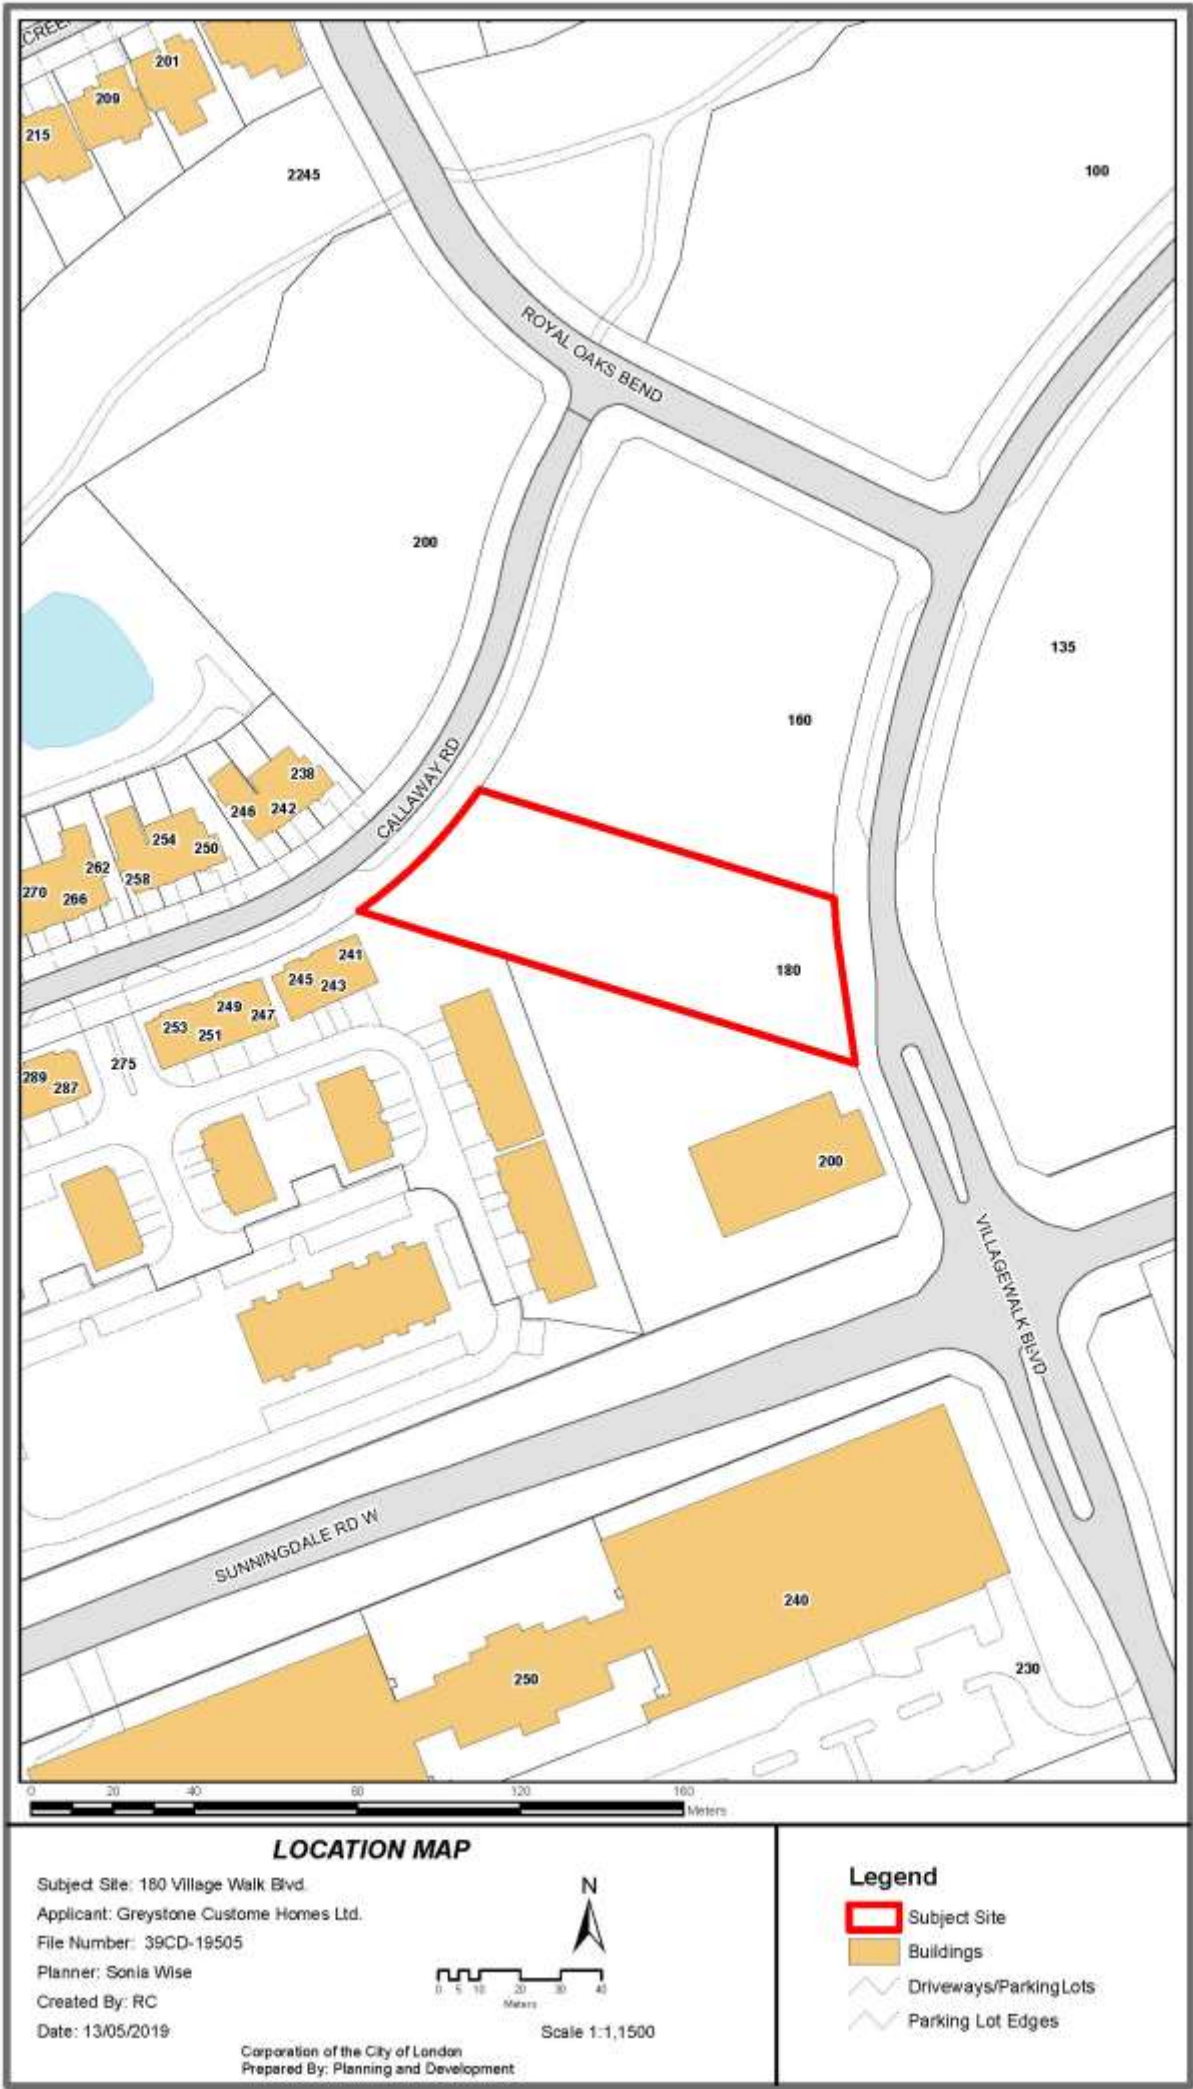 CREE
201
209
215
2245
100
ROYAL OAKS BEND
200
135
160
CALLAWAY RD
238
246
242
254
250
262
258
270
266
180
241
245
243
249
247
253
251
275
289
287
200
VILLAGEWALK BLVD
SUNNINGDALE RD W
240
250
230
0 20 40 80 120 160
Meters
LOCATION MAP
Subject Site: 180 Village Walk Blvd.
Applicant: Greystone Custome Homes Ltd.
File Number: 39CD-19505
Planner: Sonia Wise
Created By: RC
Date: 13/05/2019
N
0 5 10 20 30 40
Meters
Scale 1:1,1500
Corporation of the City of London
Prepared By: Planning and Development
Legend
Subject Site
Buildings
Driveways/ParkingLots
Parking Lot Edges